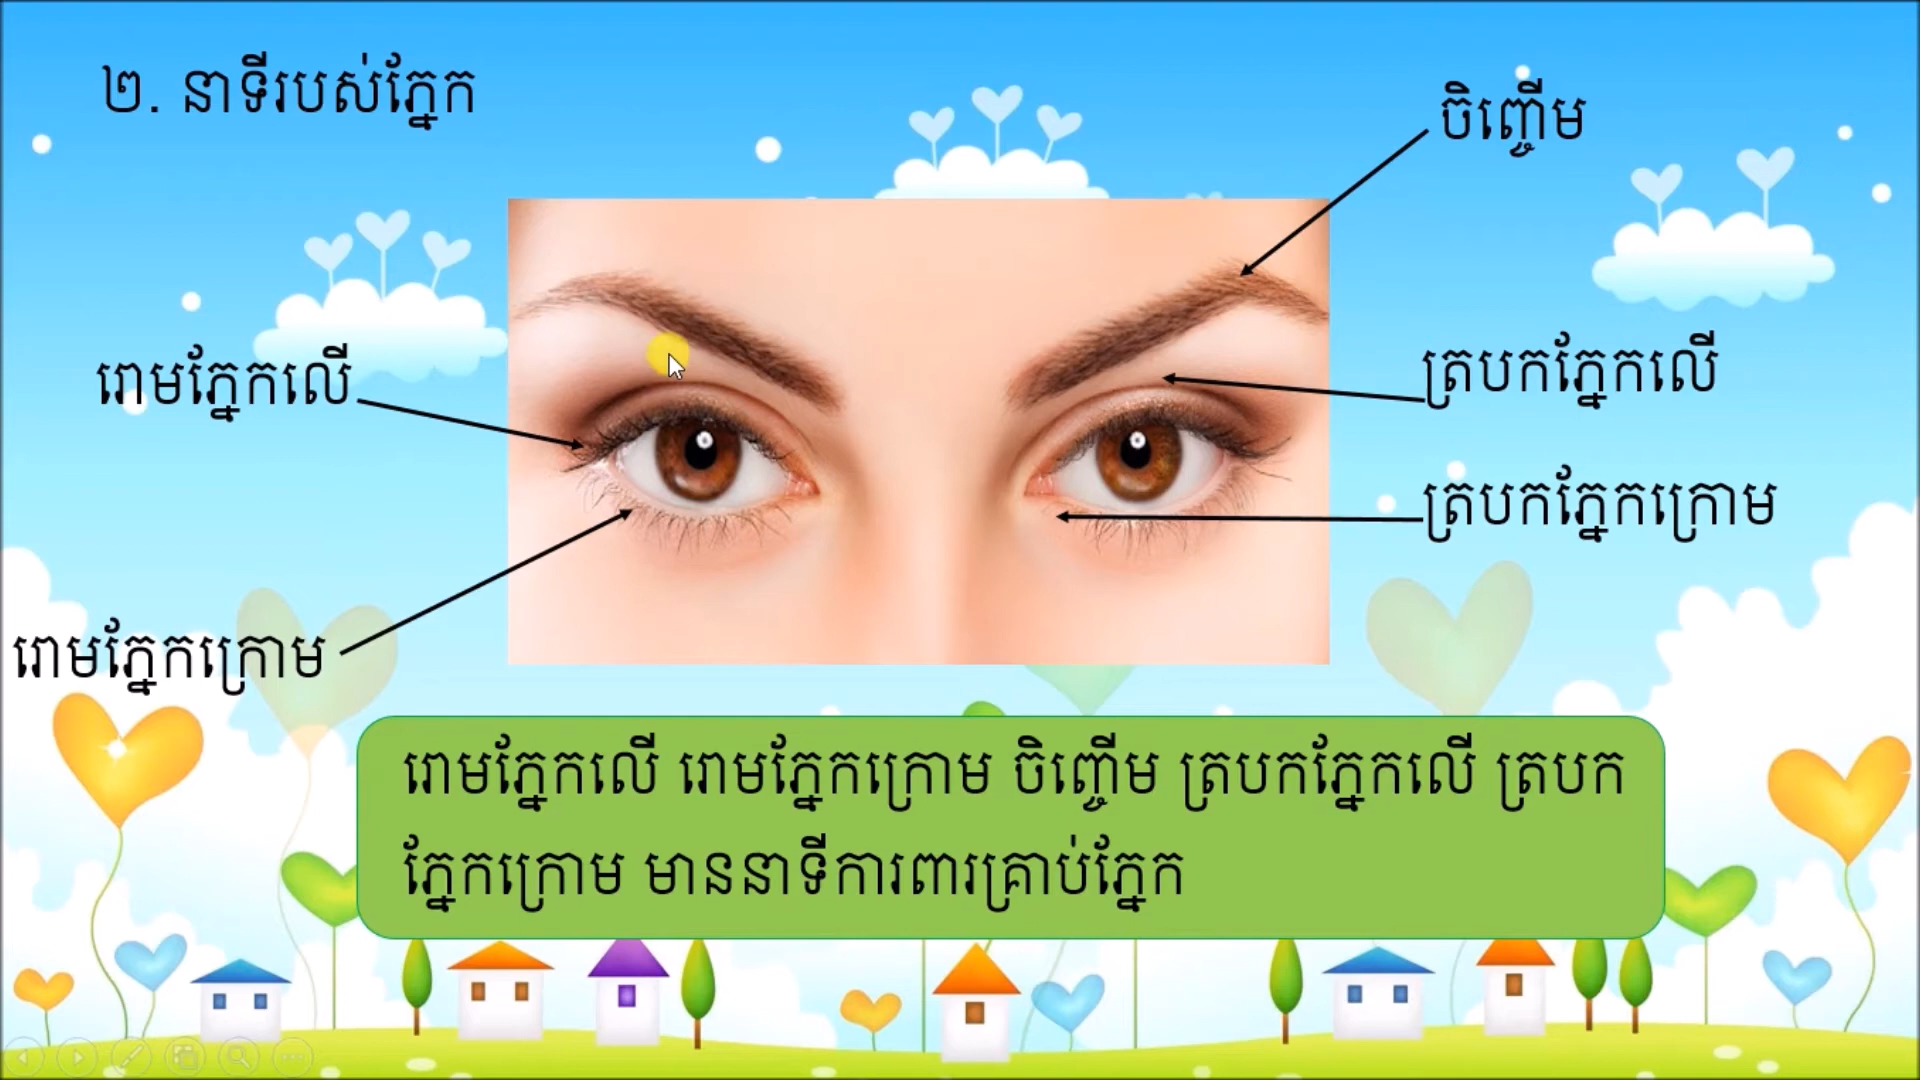 ២. នាទីរបស់ភ្នែក
ចិញ្ចើម
រោមភ្នែកលើ
ត្របកភ្នែកលើ
ត្របកភ្នែកក្រោម
រោមភ្នែកក្រោម
រោមភ្នែកលើ រោមភ្នែកក្រោម ចិញ្ចើម ត្របកភ្នែកលើ ត្របក
ភ្នែកក្រោម មាននាទីការពារគ្រាប់ភ្នែក